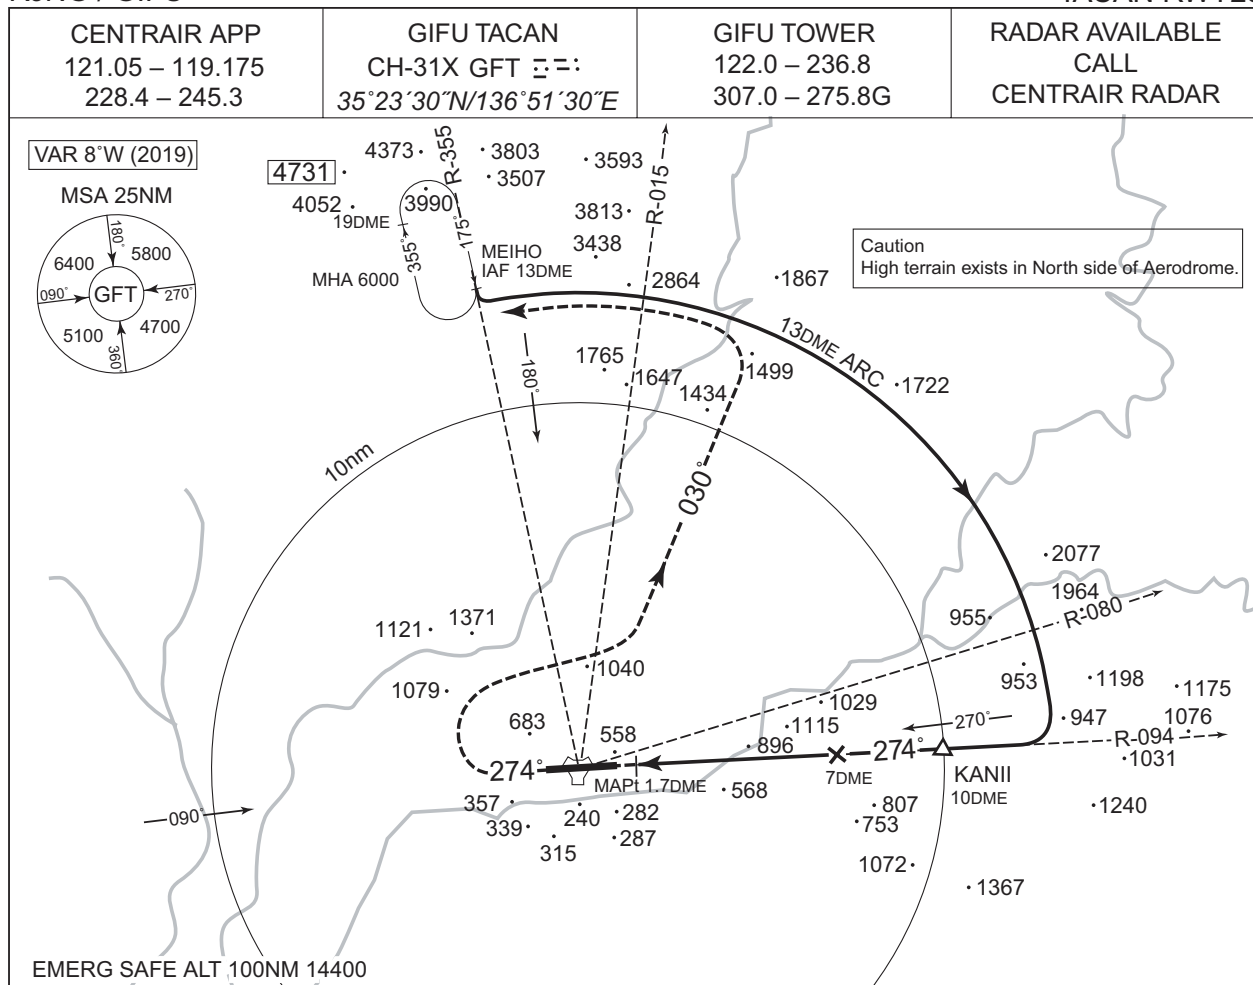 CENTRAIR APP
121.05 – 119.175
228.4 – 245.3
GIFU TACAN
CH-31X GFT
35°23´30˝N/136°51´30˝E
GIFU TOWER
122.0 – 236.8
307.0 – 275.8G
RADAR AVAILABLE
CALL
CENTRAIR RADAR
VAR 8°W (2019)
MSA 25NM
180°
6400
5800
090°
GFT
270°
5100
4700
360°
4731
4373
3803
3507
3593
R-355
R-015
4052
3990
3813
19DME
175°
355°
3438
MHA 6000
MEIHO
IAF 13DME
2864
1867
Caution
High terrain exists in North side of Aerodrome.
13DME ARC
180°
1765
1647
1434
1499
1722
10nm
030°
2077
1964
R-080
955
1121
1371
1040
1079
953
1198
1175
683
558
1029
1115
947
1076
R-094
1031
270°
896
274°
274°
MAPt 1.7DME
7DME
KANII
10DME
568
090°
357
339
240
282
315
287
807
753
1240
1072
1367
EMERG SAFE ALT 100NM 14400